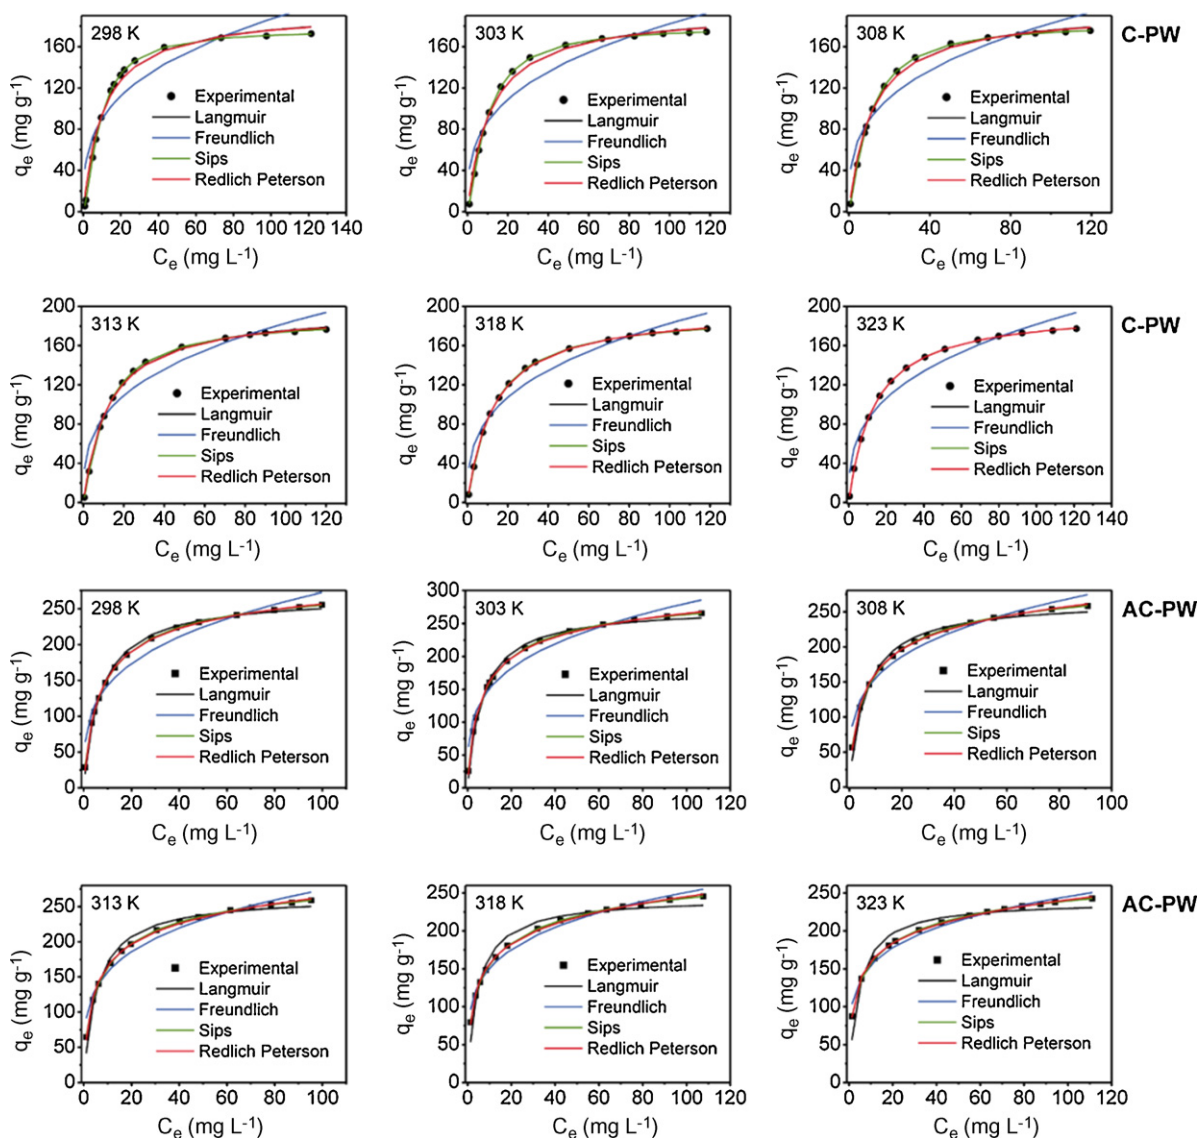 298 K
303 K
308 K
C-PW
160
120
80
40
0
qe (mg g-1)
Experimental
Langmuir
Freundlich
Sips
Redlich Peterson
0 20 40 60 80 100 120 140
Ce (mg L-1)
160
120
80
40
0
qe (mg g-1)
Experimental
Langmuir
Freundlich
Sips
Redlich Peterson
0 20 40 60 80 100 120
Ce (mg L-1)
160
120
80
40
0
qe (mg g-1)
Experimental
Langmuir
Freundlich
Sips
Redlich Peterson
0 20 40 60 80 100 120
Ce (mg L-1)
313 K
318 K
323 K
C-PW
200
160
120
80
40
0
qe (mg g-1)
Experimental
Langmuir
Freundlich
Sips
Redlich Peterson
0 20 40 60 80 100 120
Ce (mg L-1)
200
160
120
80
40
0
qe (mg g-1)
Experimental
Langmuir
Freundlich
Sips
Redlich Peterson
0 20 40 60 80 100 120
Ce (mg L-1)
200
160
120
80
40
0
qe (mg g-1)
Experimental
Langmuir
Freundlich
Sips
Redlich Peterson
0 20 40 60 80 100 120 140
Ce (mg L-1)
298 K
303 K
308 K
AC-PW
250
200
150
100
50
0
qe (mg g-1)
Experimental
Langmuir
Freundlich
Sips
Redlich Peterson
0 20 40 60 80 100
Ce (mg L-1)
300
250
200
150
100
50
0
qe (mg g-1)
Experimental
Langmuir
Freundlich
Sips
Redlich Peterson
0 20 40 60 80 100 120
Ce (mg L-1)
250
200
150
100
50
0
qe (mg g-1)
Experimental
Langmuir
Freundlich
Sips
Redlich Peterson
0 20 40 60 80 100
Ce (mg L-1)
313 K
318 K
323 K
AC-PW
250
200
150
100
50
0
qe (mg g-1)
Experimental
Langmuir
Freundlich
Sips
Redlich Peterson
0 20 40 60 80 100
Ce (mg L-1)
250
200
150
100
50
0
qe (mg g-1)
Experimental
Langmuir
Freundlich
Sips
Redlich Peterson
0 20 40 60 80 100 120
Ce (mg L-1)
250
200
150
100
50
0
qe (mg g-1)
Experimental
Langmuir
Freundlich
Sips
Redlich Peterson
0 20 40 60 80 100 120
Ce (mg L-1)